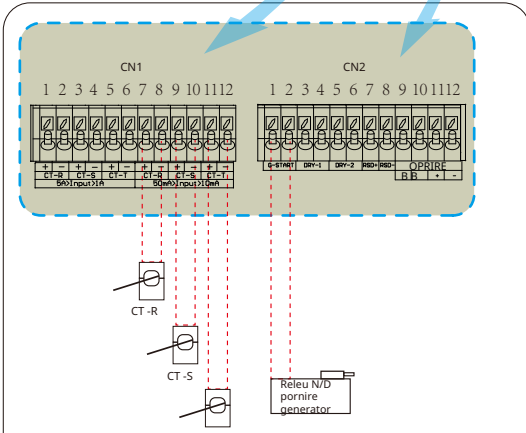 CN1
CN2
1 2 3 4 5 6 7 8 9 10 11 12
1 2 3 4 5 6 7 8 9 10 11 12
+ - + - + - + - + - + -
CT-R CT-S CT-T CT-R CT-S CT-T
5A>Input>1A 50mA>Input>10mA
G-START DRY-1 DRY-2 RSD+ RSD- OPRIRE
B B + -
CT -R
CT -S
Releu N/D
pornire
generator